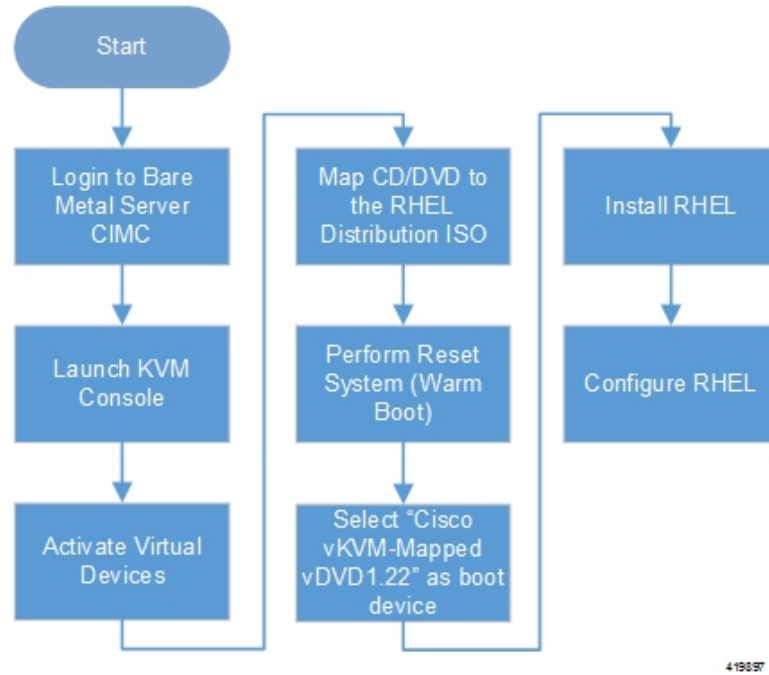 Start
Login to Bare
Metal Server
CIMC
Launch KVM
Console
Activate Virtual
Devices
Map CD/DVD to
the RHEL
Distribution ISO
Perform Reset
System (Warm
Boot)
Select “Cisco
vKVM-Mapped
vDVD1.22” as boot
device
Install RHEL
Configure RHEL
419897